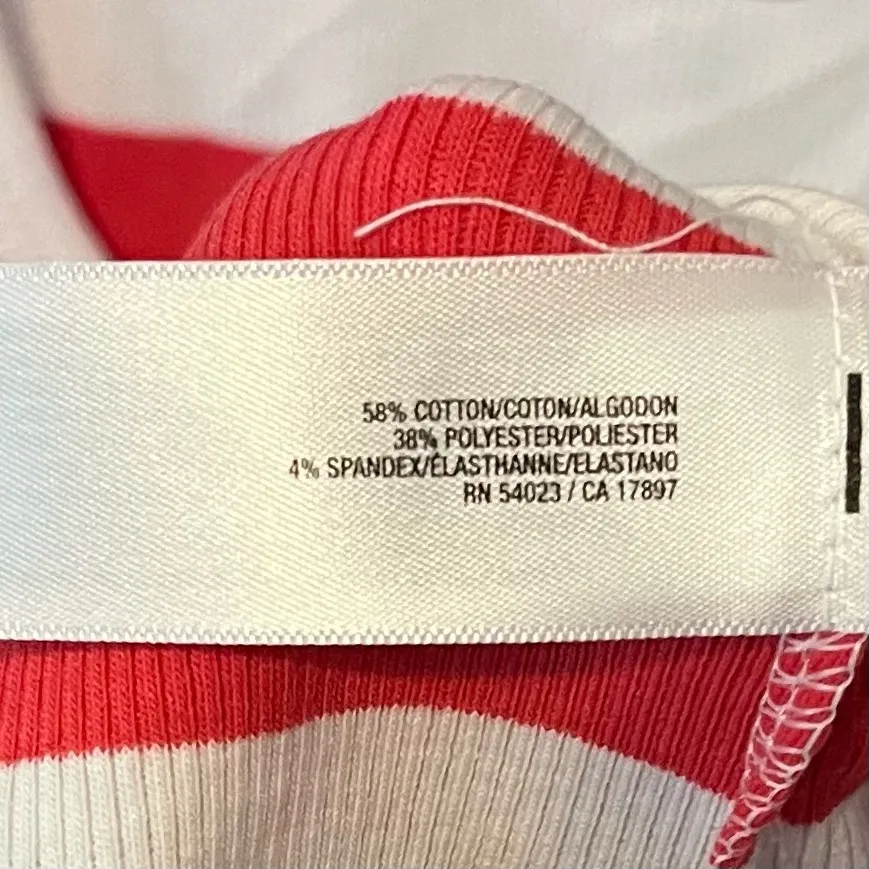 58% COTTON/COTON/ALGODON
38% POLYESTER/POLIESTER
4% SPANDEX/ÉLASTHANNE/ELASTANO
RN 54023 / CA 17897